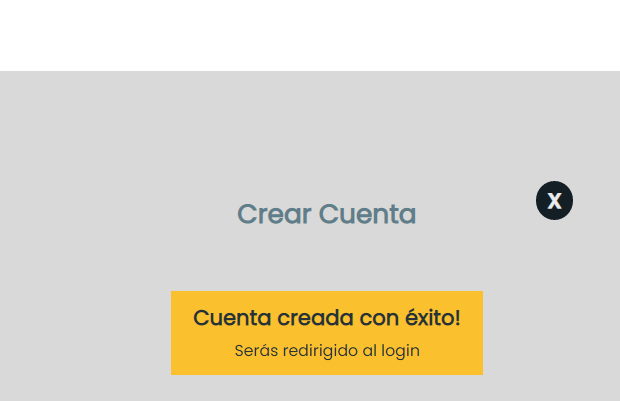 Crear Cuenta
X
Cuenta creada con éxito!
Serás redirigido al login